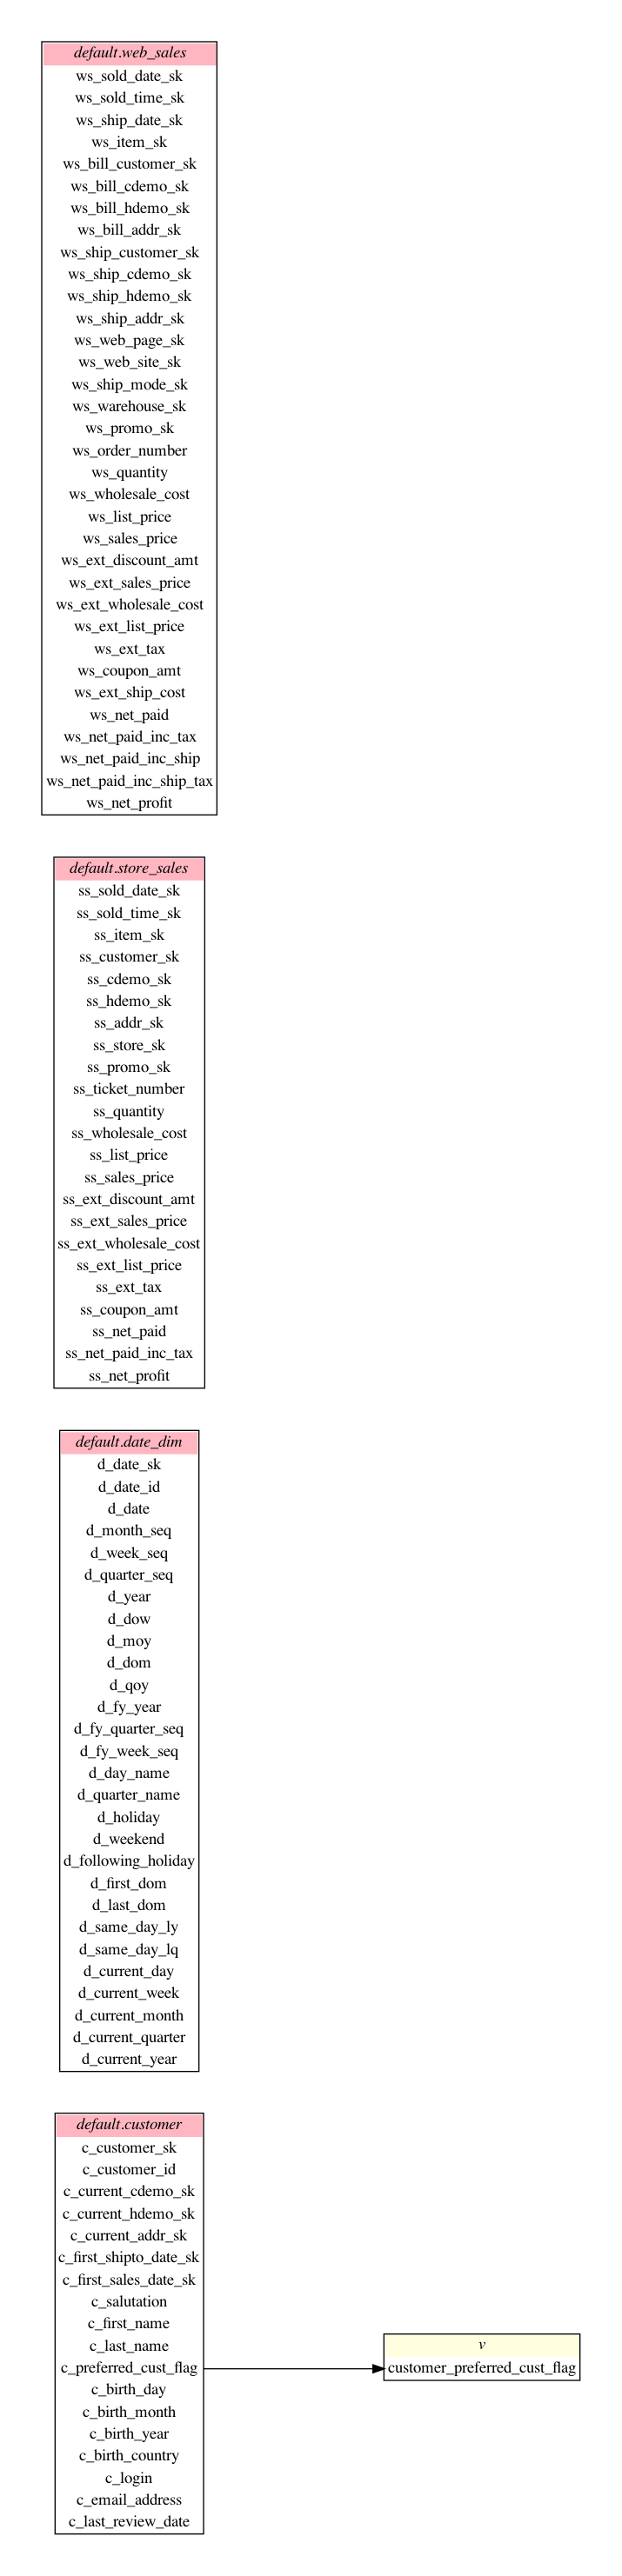 default.web_sales
ws_sold_date_sk
ws_sold_time_sk
ws_ship_date_sk
ws_item_sk
ws_bill_customer_sk
ws_bill_cdemo_sk
ws_bill_hdemo_sk
ws_bill_addr_sk
ws_ship_customer_sk
ws_ship_cdemo_sk
ws_ship_hdemo_sk
ws_ship_addr_sk
ws_web_page_sk
ws_web_site_sk
ws_ship_mode_sk
ws_warehouse_sk
ws_promo_sk
ws_order_number
ws_quantity
ws_wholesale_cost
ws_list_price
ws_sales_price
ws_ext_discount_amt
ws_ext_sales_price
ws_ext_wholesale_cost
ws_ext_list_price
ws_ext_tax
ws_coupon_amt
ws_ext_ship_cost
ws_net_paid
ws_net_paid_inc_tax
ws_net_paid_inc_ship
ws_net_paid_inc_ship_tax
ws_net_profit
default.store_sales
ss_sold_date_sk
ss_sold_time_sk
ss_item_sk
ss_customer_sk
ss_cdemo_sk
ss_hdemo_sk
ss_addr_sk
ss_store_sk
ss_promo_sk
ss_ticket_number
ss_quantity
ss_wholesale_cost
ss_list_price
ss_sales_price
ss_ext_discount_amt
ss_ext_sales_price
ss_ext_wholesale_cost
ss_ext_list_price
ss_ext_tax
ss_coupon_amt
ss_net_paid
ss_net_paid_inc_tax
ss_net_profit
default.date_dim
d_date_sk
d_date_id
d_date
d_month_seq
d_week_seq
d_quarter_seq
d_year
d_dow
d_moy
d_dom
d_qoy
d_fy_year
d_fy_quarter_seq
d_fy_week_seq
d_day_name
d_quarter_name
d_holiday
d_weekend
d_following_holiday
d_first_dom
d_last_dom
d_same_day_ly
d_same_day_lq
d_current_day
d_current_week
d_current_month
d_current_quarter
d_current_year
default.customer
c_customer_sk
c_customer_id
c_current_cdemo_sk
c_current_hdemo_sk
c_current_addr_sk
c_first_shipto_date_sk
c_first_sales_date_sk
c_salutation
c_first_name
c_last_name
c_preferred_cust_flag
c_birth_day
c_birth_month
c_birth_year
c_birth_country
c_login
c_email_address
c_last_review_date
v
customer_preferred_cust_flag